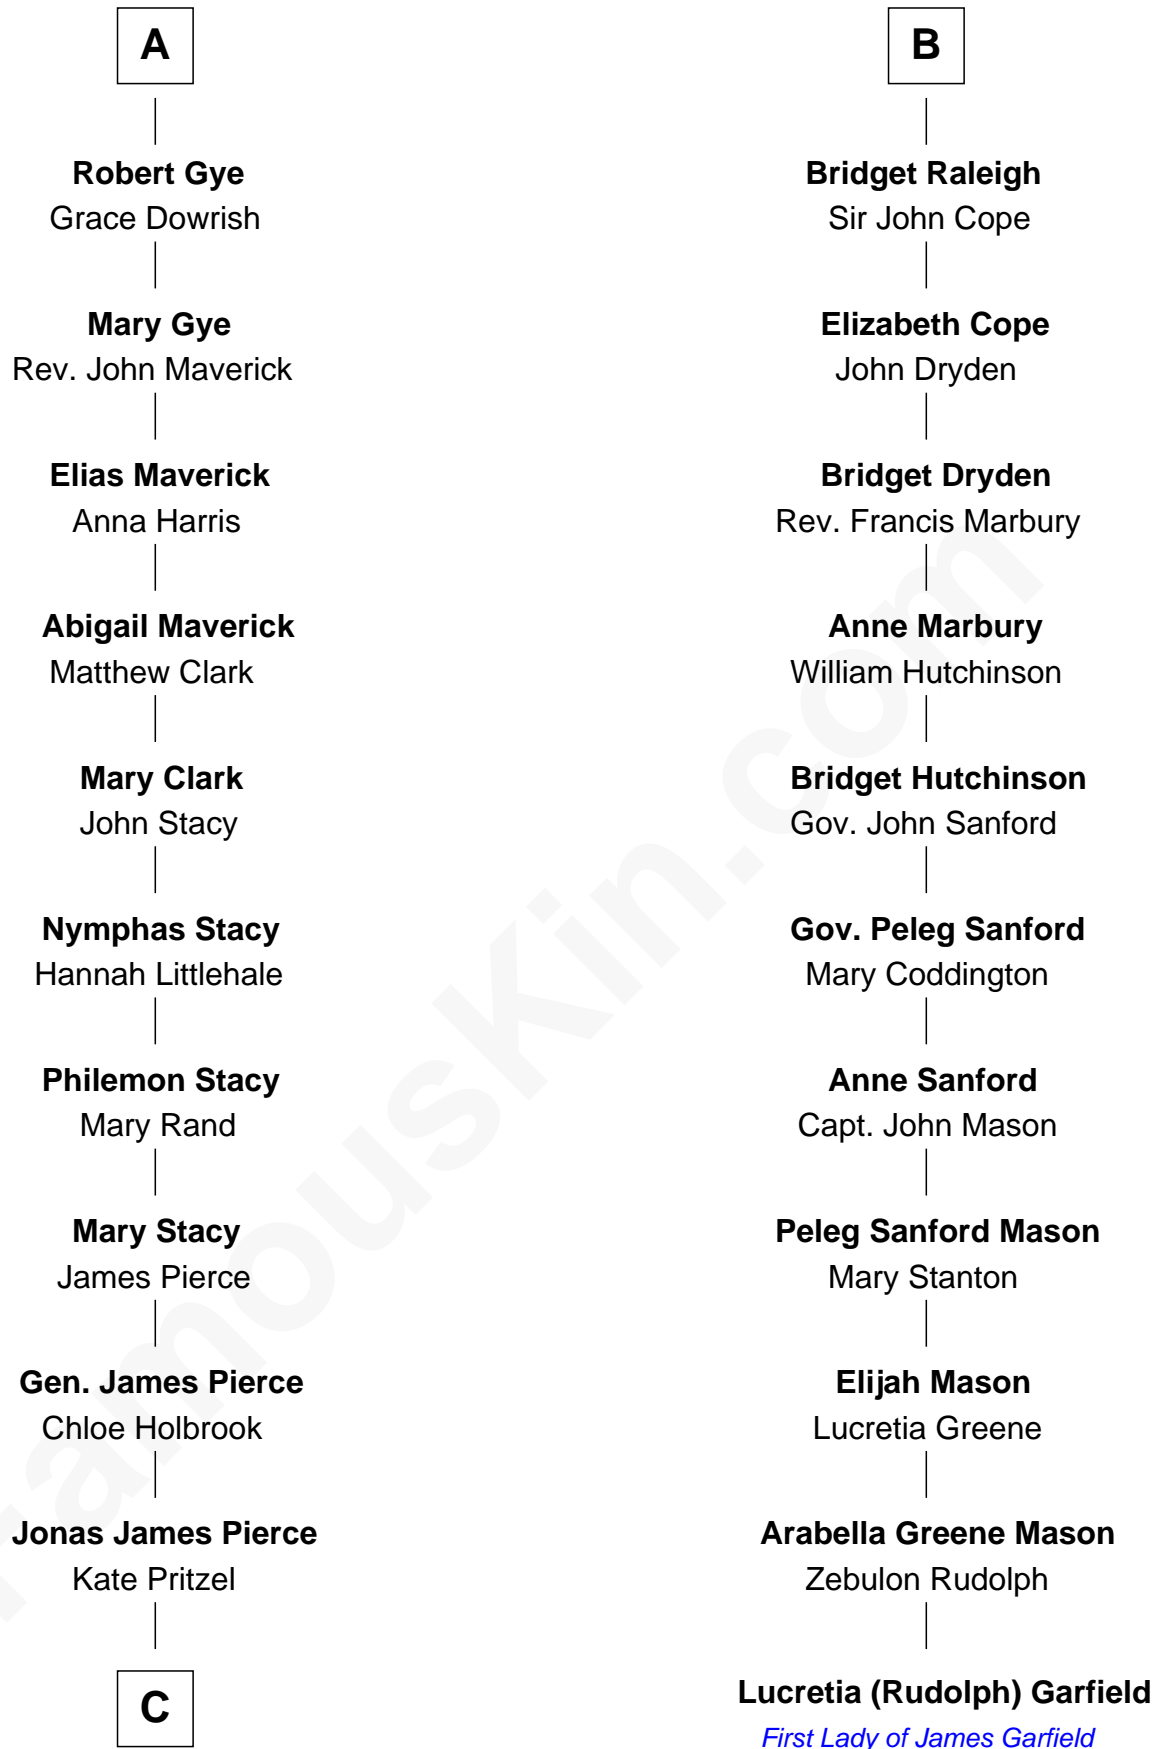 A
Robert Gye
Grace Dowrish
Mary Gye
Rev. John Maverick
Elias Maverick
Anna Harris
Abigail Maverick
Matthew Clark
Mary Clark
John Stacy
Nymphas Stacy
Hannah Littlehale
Philemon Stacy
Mary Rand
Mary Stacy
James Pierce
Gen. James Pierce
Chloe Holbrook
Jonas James Pierce
Kate Pritzel
C
B
Bridget Raleigh
Sir John Cope
Elizabeth Cope
John Dryden
Bridget Dryden
Rev. Francis Marbury
Anne Marbury
William Hutchinson
Bridget Hutchinson
Gov. John Sanford
Gov. Peleg Sanford
Mary Coddington
Anne Sanford
Capt. John Mason
Peleg Sanford Mason
Mary Stanton
Elijah Mason
Lucretia Greene
Arabella Greene Mason
Zebulon Rudolph
Lucretia (Rudolph) Garfield
First Lady of James Garfield
FamousKin.com